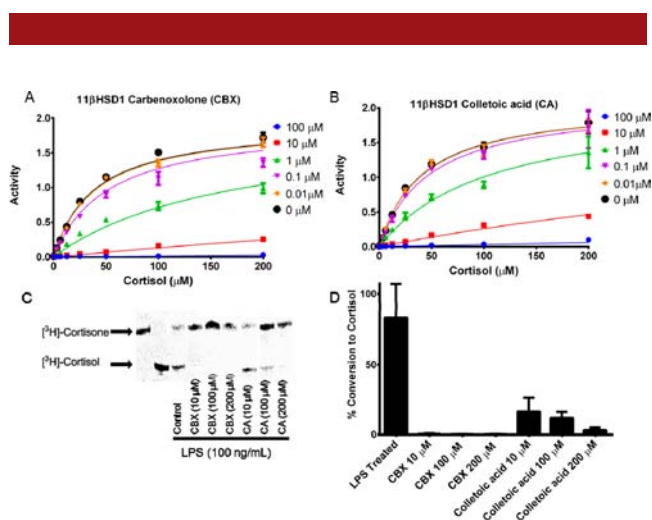 A
11βHSD1 Carbenoxolone (CBX)
2.0
1.5
1.0
0.5
0.0
Activity
0
50
100
150
200
Cortisol (μM)
100 μM
10 μM
1 μM
0.1 μM
0.01μM
0 μM
B
11βHSD1 Colletoic acid (CA)
2.0
1.5
1.0
0.5
0.0
Activity
0
50
100
150
200
Cortisol (μM)
100 μM
10 μM
1 μM
0.1 μM
0.01 μM
0 μM
C
[³H]-Cortisone
[³H]-Cortisol
Control
CBX (10 μM)
CBX (100 μM)
CBX (200 μM)
CA (10 μM)
CA (100 μM)
CA (200 μM)
LPS (100 ng/mL)
D
% Conversion to Cortisol
100
50
0
LPS Treated
CBX 10 μM
CBX 100 μM
CBX 200 μM
Colletoic acid 10 μM
Colletoic acid 100 μM
Colletoic acid 200 μM